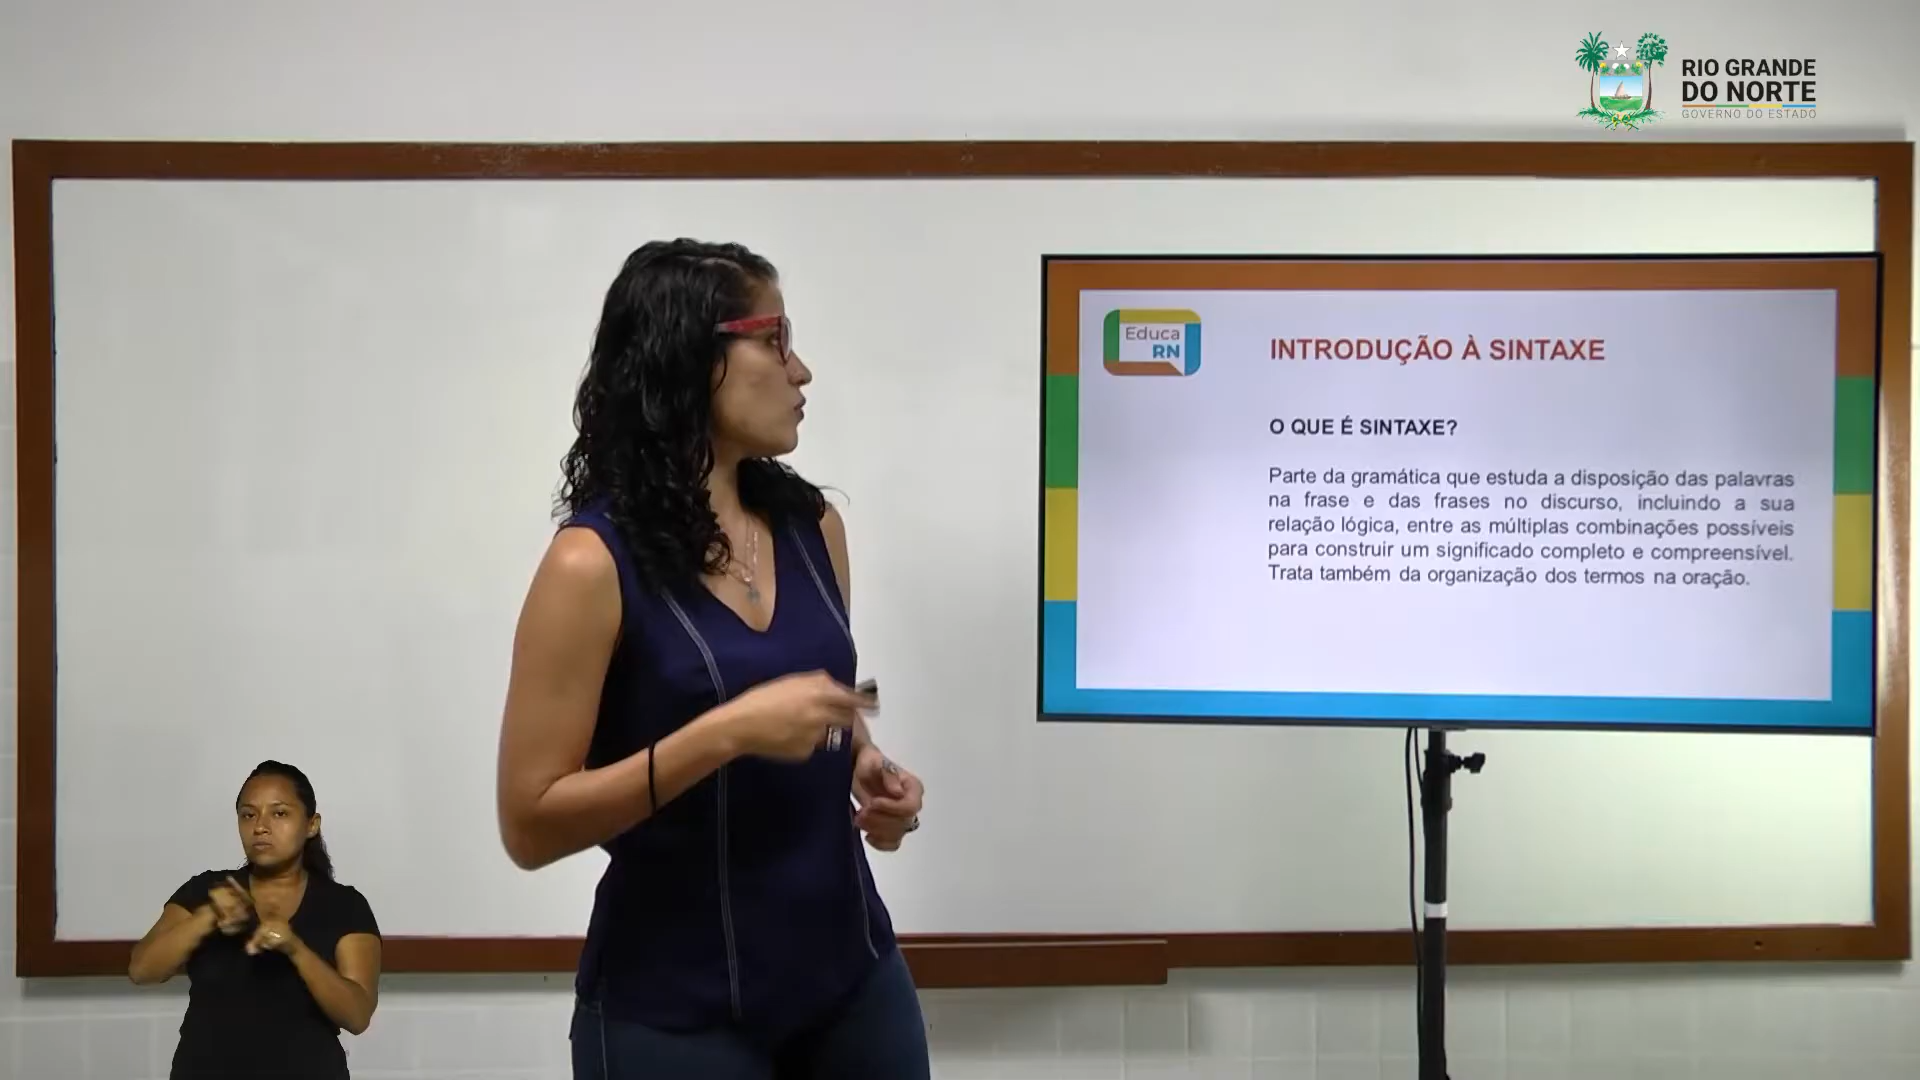 RIO GRANDE
DO NORTE
GOVERNO DO ESTADO
Educa
RN
INTRODUÇÃO À SINTAXE
O QUE É SINTAXE?
Parte da gramática que estuda a disposição das palavras
na frase e das frases no discurso, incluindo a sua
relação lógica, entre as múltiplas combinações possíveis
para construir um significado completo e compreensível.
Trata também da organização dos termos na oração.